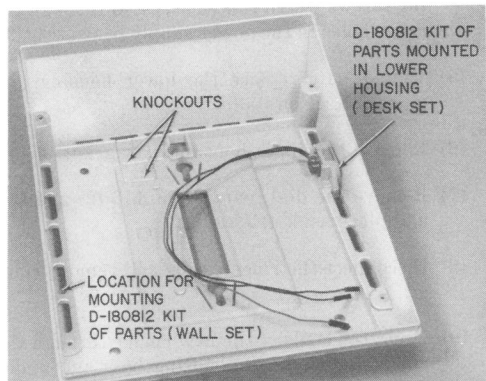 D-180812 KIT OF
PARTS MOUNTED
IN LOWER
HOUSING
(DESK SET)
KNOCKOUTS
LOCATION FOR
MOUNTING
D-180812 KIT
OF PARTS (WALL SET)